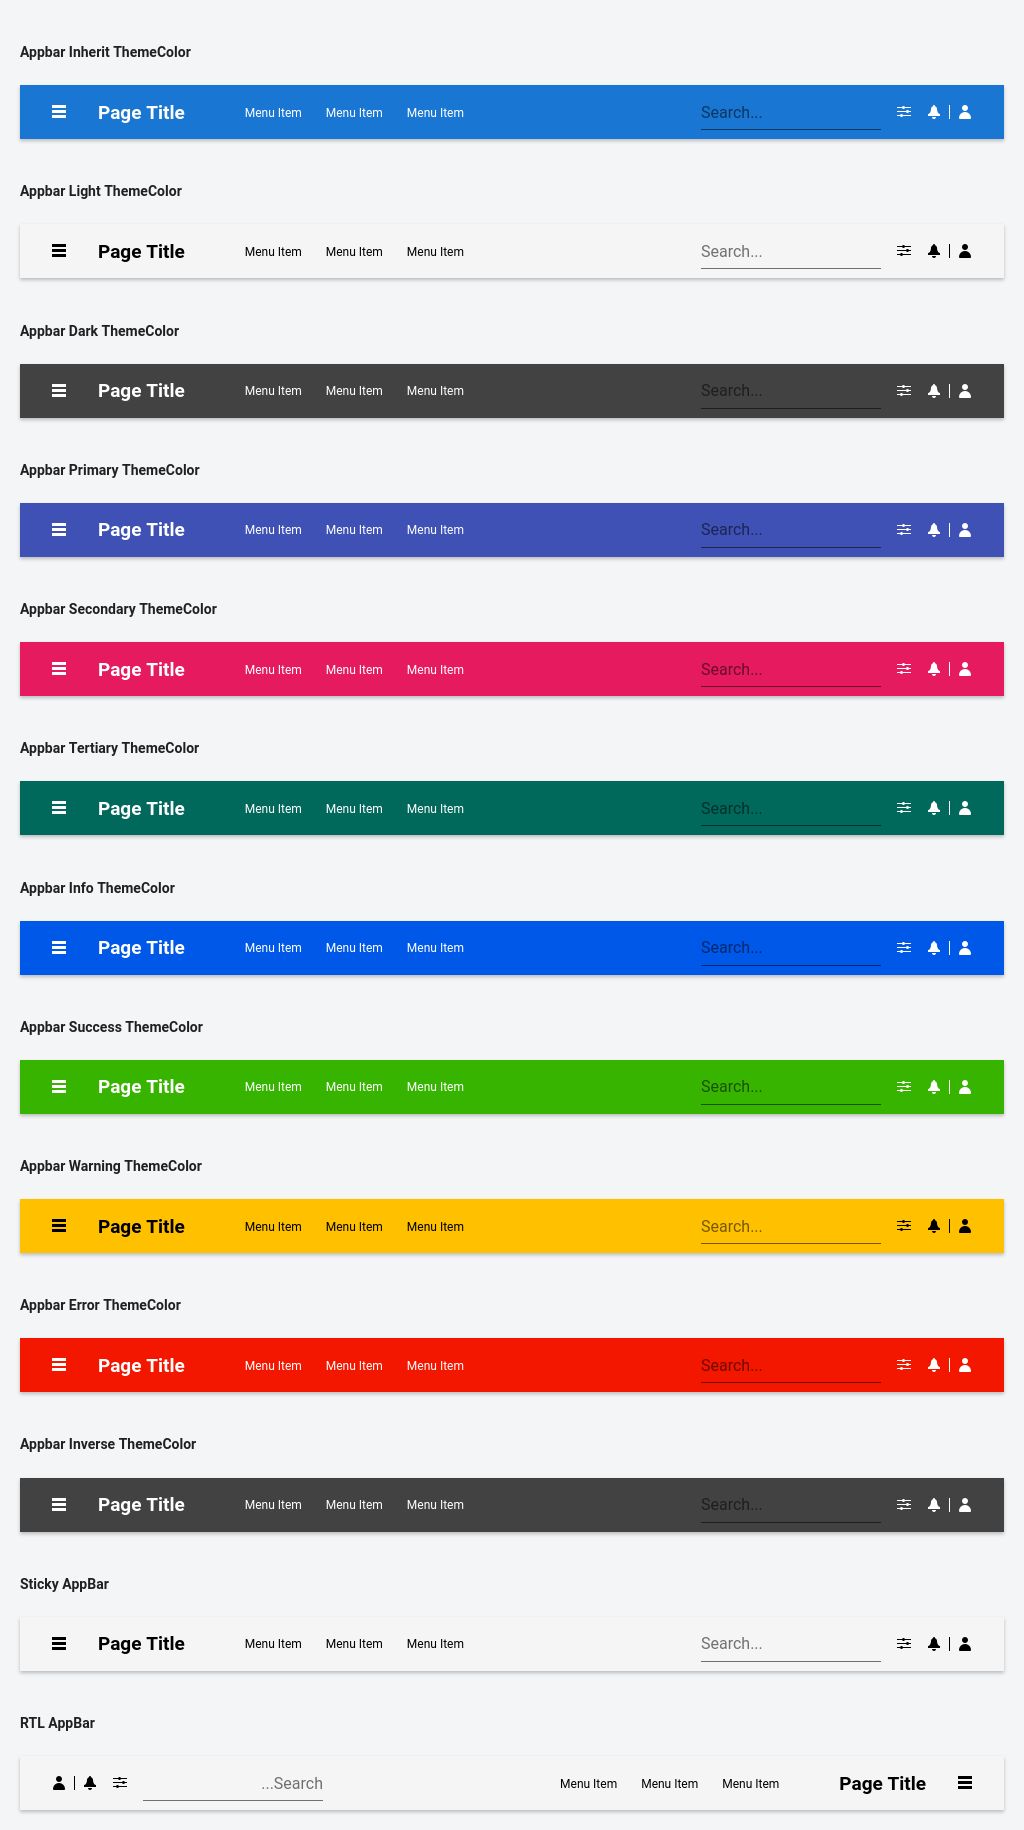 Appbar Inherit ThemeColor
Page Title Menu Item Menu Item Menu Item Search...
Appbar Light ThemeColor
Page Title Menu Item Menu Item Menu Item Search...
Appbar Dark ThemeColor
Page Title Menu Item Menu Item Menu Item Search...
Appbar Primary ThemeColor
Page Title Menu Item Menu Item Menu Item Search...
Appbar Secondary ThemeColor
Page Title Menu Item Menu Item Menu Item Search...
Appbar Tertiary ThemeColor
Page Title Menu Item Menu Item Menu Item Search...
Appbar Info ThemeColor
Page Title Menu Item Menu Item Menu Item Search...
Appbar Success ThemeColor
Page Title Menu Item Menu Item Menu Item Search...
Appbar Warning ThemeColor
Page Title Menu Item Menu Item Menu Item Search...
Appbar Error ThemeColor
Page Title Menu Item Menu Item Menu Item Search...
Appbar Inverse ThemeColor
Page Title Menu Item Menu Item Menu Item Search...
Sticky AppBar
Page Title Menu Item Menu Item Menu Item Search...
RTL AppBar
...Search Menu Item Menu Item Menu Item Page Title